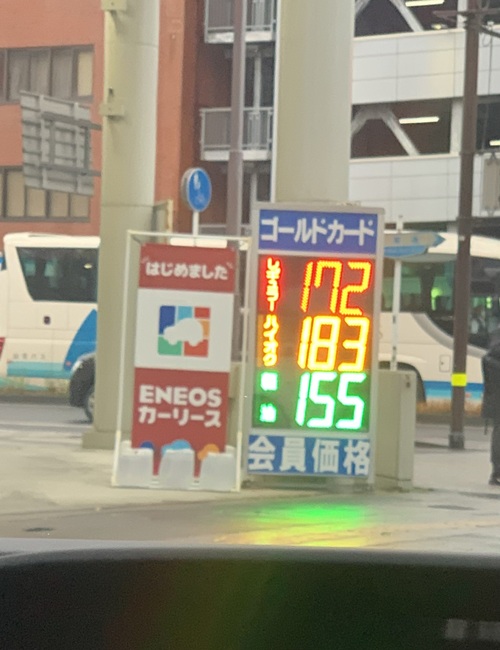 はじめました
ENEOS
カーリース
ゴールドカード
レギュラー 172
ハイオク 183
軽油 155
会員価格